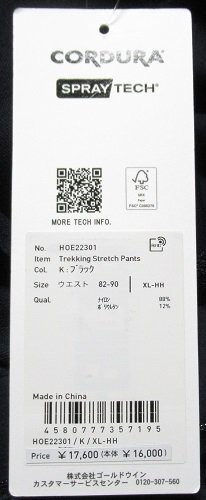 CORDURA®
SPRAY TECH®
MORE TECH INFO.
FSC
MIX
Paper
FSC® C008279
No. HOE22301
Item Trekking Stretch Pants
Col. K:ブラック
Size ウエスト 82-90 XL-HH
Qual. ナイロン 88%
ポリウレタン 12%
Made in China
4580777357195
HOE22301/K/XL-HH
Price ¥17,600(本体 ¥16,000)
株式会社ゴールドウイン
カスタマーサービスセンター 0120-307-560